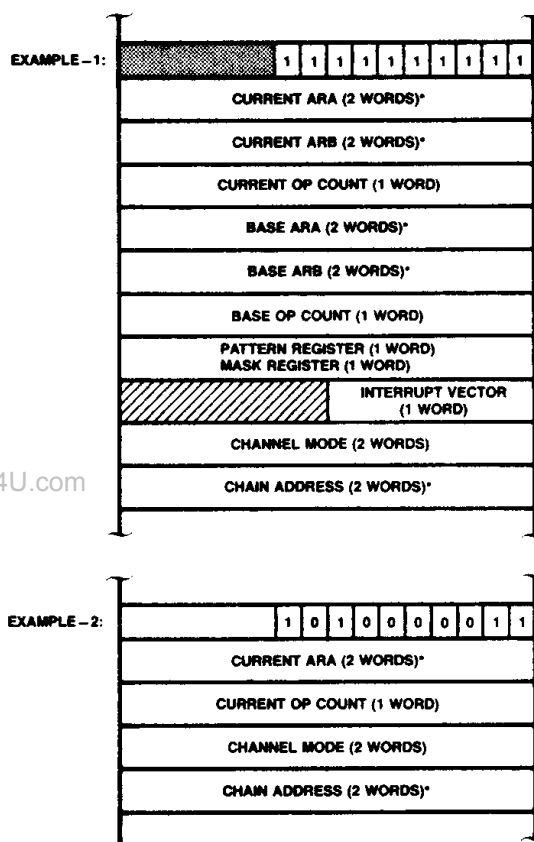 EXAMPLE–1: 1 1 1 1 1 1 1 1 1 1
CURRENT ARA (2 WORDS)*
CURRENT ARB (2 WORDS)*
CURRENT OP COUNT (1 WORD)
BASE ARA (2 WORDS)*
BASE ARB (2 WORDS)*
BASE OP COUNT (1 WORD)
PATTERN REGISTER (1 WORD)
MASK REGISTER (1 WORD)
INTERRUPT VECTOR
(1 WORD)
CHANNEL MODE (2 WORDS)
4U.com
CHAIN ADDRESS (2 WORDS)*
EXAMPLE–2: 1 0 1 0 0 0 0 0 1 1
CURRENT ARA (2 WORDS)*
CURRENT OP COUNT (1 WORD)
CHANNEL MODE (2 WORDS)
CHAIN ADDRESS (2 WORDS)*